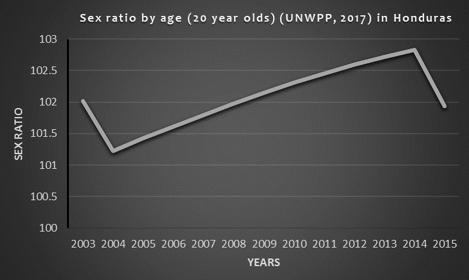 Sex ratio by age (20 year olds) (UNWPP, 2017) in Honduras
103
102.5
102
101.5
101
100.5
100
SEX RATIO
2003 2004 2005 2006 2007 2008 2009 2010 2011 2012 2013 2014 2015
YEARS